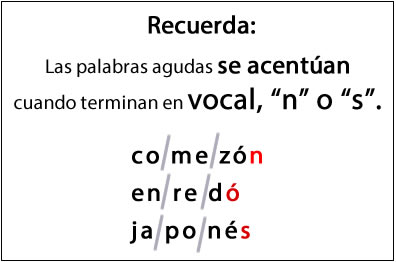 Recuerda:
Las palabras agudas se acentúan
cuando terminan en vocal, “n” o “s”.
co/me/zón
en/re/dó
ja/po/nés